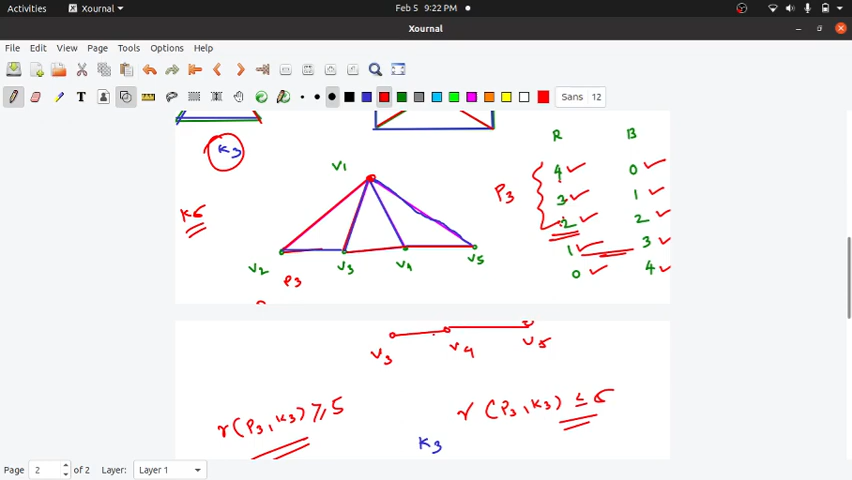 Activities Xournal Feb 5 9:22 PM
Xournal
File Edit View Page Tools Options Help
T Sans 12
K3
R B
V1
P3
4 0
3 1
K6
2 2
1 3
0 4
V2 V3 V4 V5
P3
V3 V4 V5
r(P3, K3) ≥ 5
r(P3, K3) ≤ 6
K3
Page 2 of 2 Layer: Layer 1